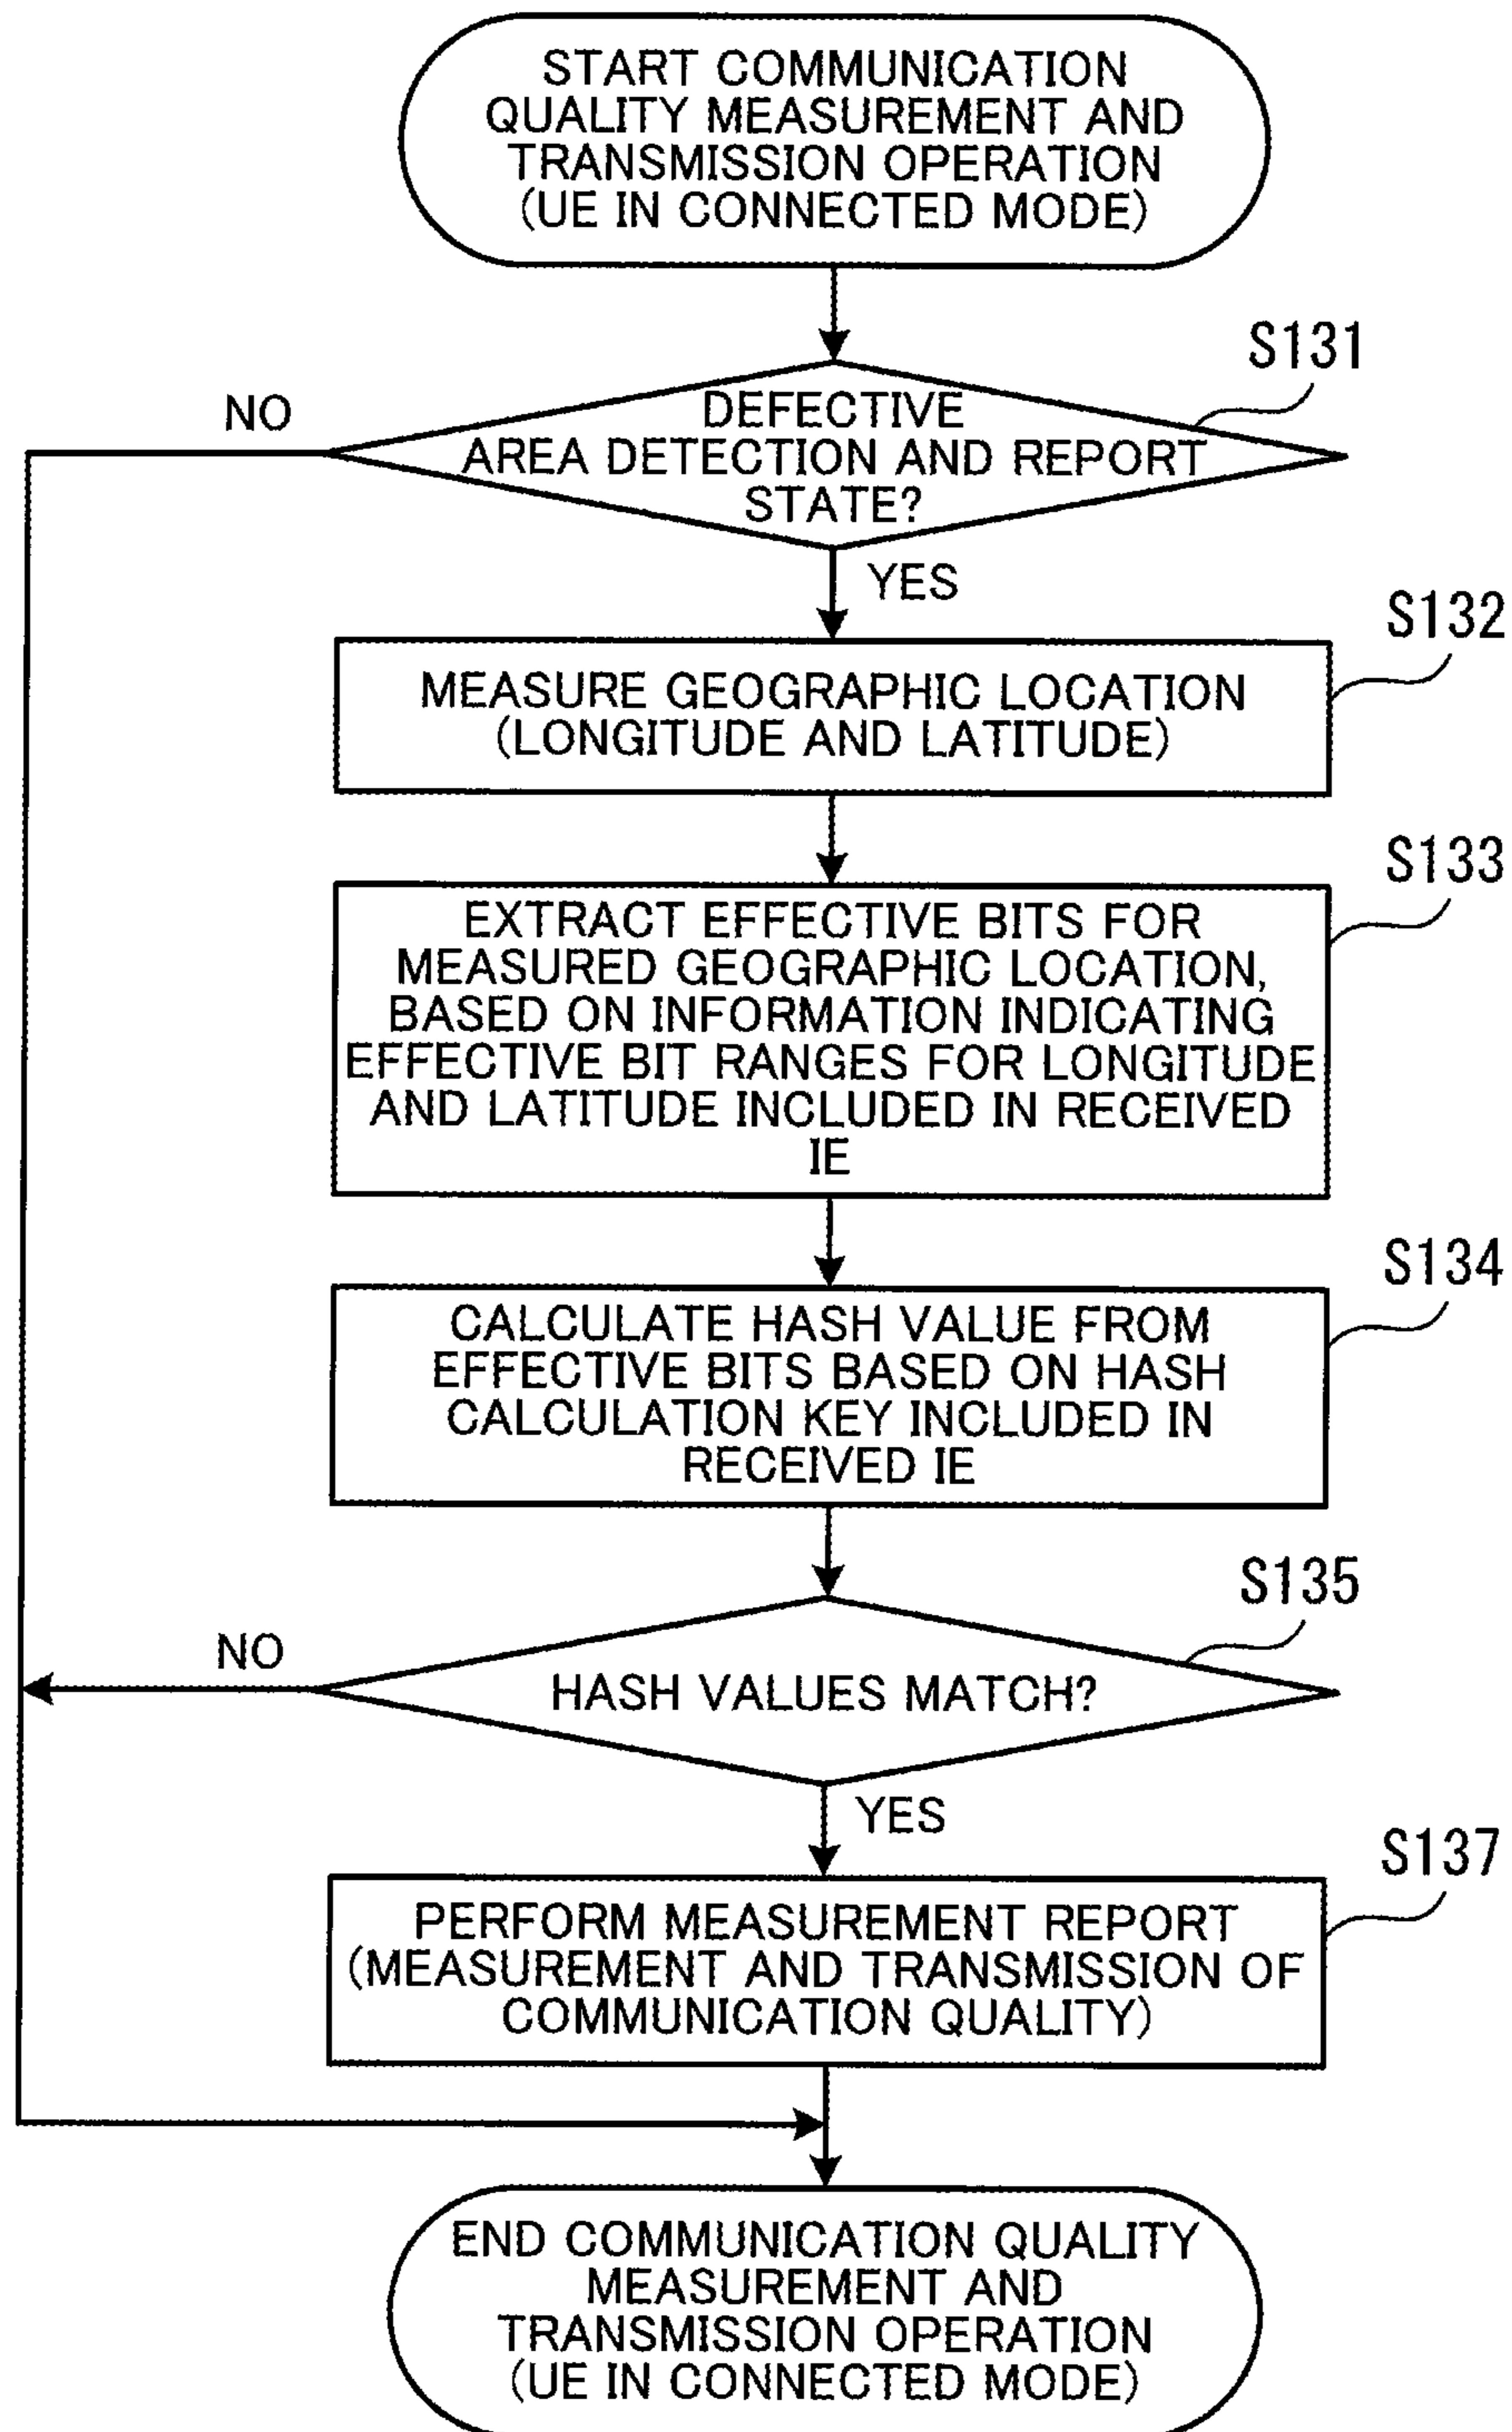 START COMMUNICATION
QUALITY MEASUREMENT AND
TRANSMISSION OPERATION
(UE IN CONNECTED MODE)
S131
NO
DEFECTIVE
AREA DETECTION AND REPORT
STATE?
YES
S132
MEASURE GEOGRAPHIC LOCATION
(LONGITUDE AND LATITUDE)
S133
EXTRACT EFFECTIVE BITS FOR
MEASURED GEOGRAPHIC LOCATION,
BASED ON INFORMATION INDICATING
EFFECTIVE BIT RANGES FOR LONGITUDE
AND LATITUDE INCLUDED IN RECEIVED
IE
S134
CALCULATE HASH VALUE FROM
EFFECTIVE BITS BASED ON HASH
CALCULATION KEY INCLUDED IN
RECEIVED IE
S135
NO
HASH VALUES MATCH?
YES
S137
PERFORM MEASUREMENT REPORT
(MEASUREMENT AND TRANSMISSION OF
COMMUNICATION QUALITY)
END COMMUNICATION QUALITY
MEASUREMENT AND
TRANSMISSION OPERATION
(UE IN CONNECTED MODE)